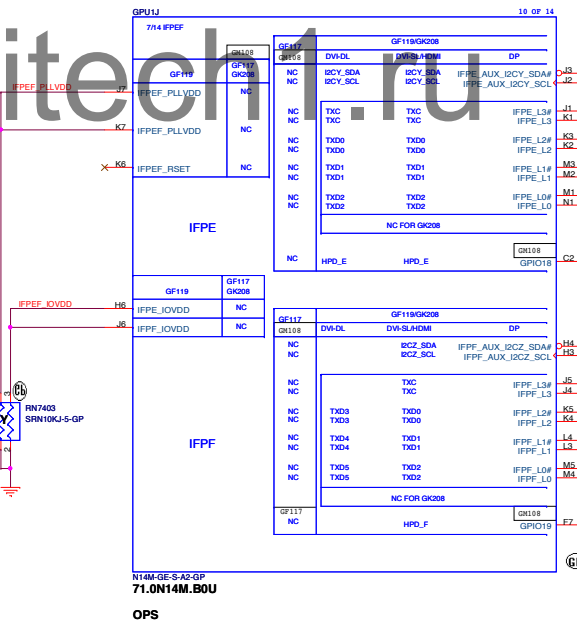 GPU1J 10 OF 14
itech1.ru
7/14 IFPEF
GM108 GF117 GF119/GK208
GF119 GF117 GK208 GM108 DVI-DL DVI-SL/HDMI DP
IFPEF_PLLVDD J7 IFPEF_PLLVDD NC
K7 IFPEF_PLLVDD NC
K6 IFPEF_RSET NC
NC I2CY_SDA I2CY_SDA IFPE_AUX_I2CY_SDA# J3
NC I2CY_SCL I2CY_SCL IFPE_AUX_I2CY_SCL J2
NC TXC TXC IFPE_L3# J1
NC TXC TXC IFPE_L3 K1
NC TXD0 TXD0 IFPE_L2# K3
NC TXD0 TXD0 IFPE_L2 K2
NC TXD1 TXD1 IFPE_L1# M3
NC TXD1 TXD1 IFPE_L1 M2
NC TXD2 TXD2 IFPE_L0# M1
NC TXD2 TXD2 IFPE_L0 N1
IFPE
NC FOR GK208
GM108
NC HPD_E HPD_E GPIO18 C2
GF119 GF117 GK208
IFPEF_IOVDD H6 IFPE_IOVDD NC
J6 IFPF_IOVDD NC
GF117 GF119/GK208
GM108 DVI-DL DVI-SL/HDMI DP
NC I2CZ_SDA IFPF_AUX_I2CZ_SDA# H4
NC I2CZ_SCL IFPF_AUX_I2CZ_SCL H3
NC TXC IFPF_L3# J5
NC TXC IFPF_L3 J4
NC TXD3 TXD0 IFPF_L2# K5
NC TXD3 TXD0 IFPF_L2 K4
NC TXD4 TXD1 IFPF_L1# L4
NC TXD4 TXD1 IFPF_L1 L3
NC TXD5 TXD2 IFPF_L0# M5
NC TXD5 TXD2 IFPF_L0 M4
IFPF
NC FOR GK208
GF117 GM108
NC HPD_F GPIO19 F7
3
RN7403
SRN10KJ-5-GP
1 2
N14M-GE-S-A2-GP
71.0N14M.B0U
OPS